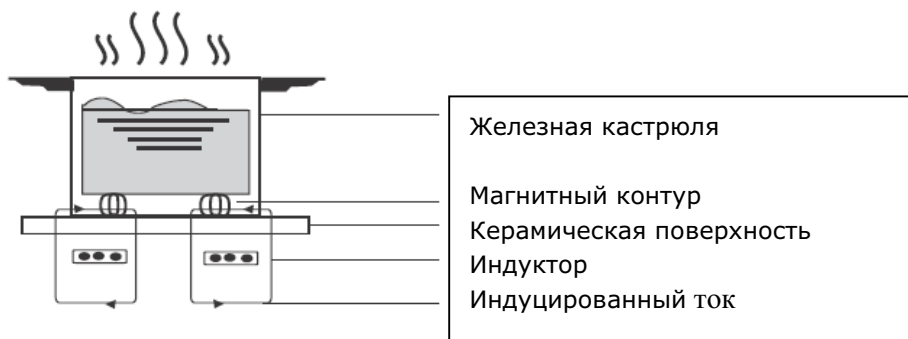 Железная кастрюля
Магнитный контур
Керамическая поверхность
Индуктор
Индуцированный ток